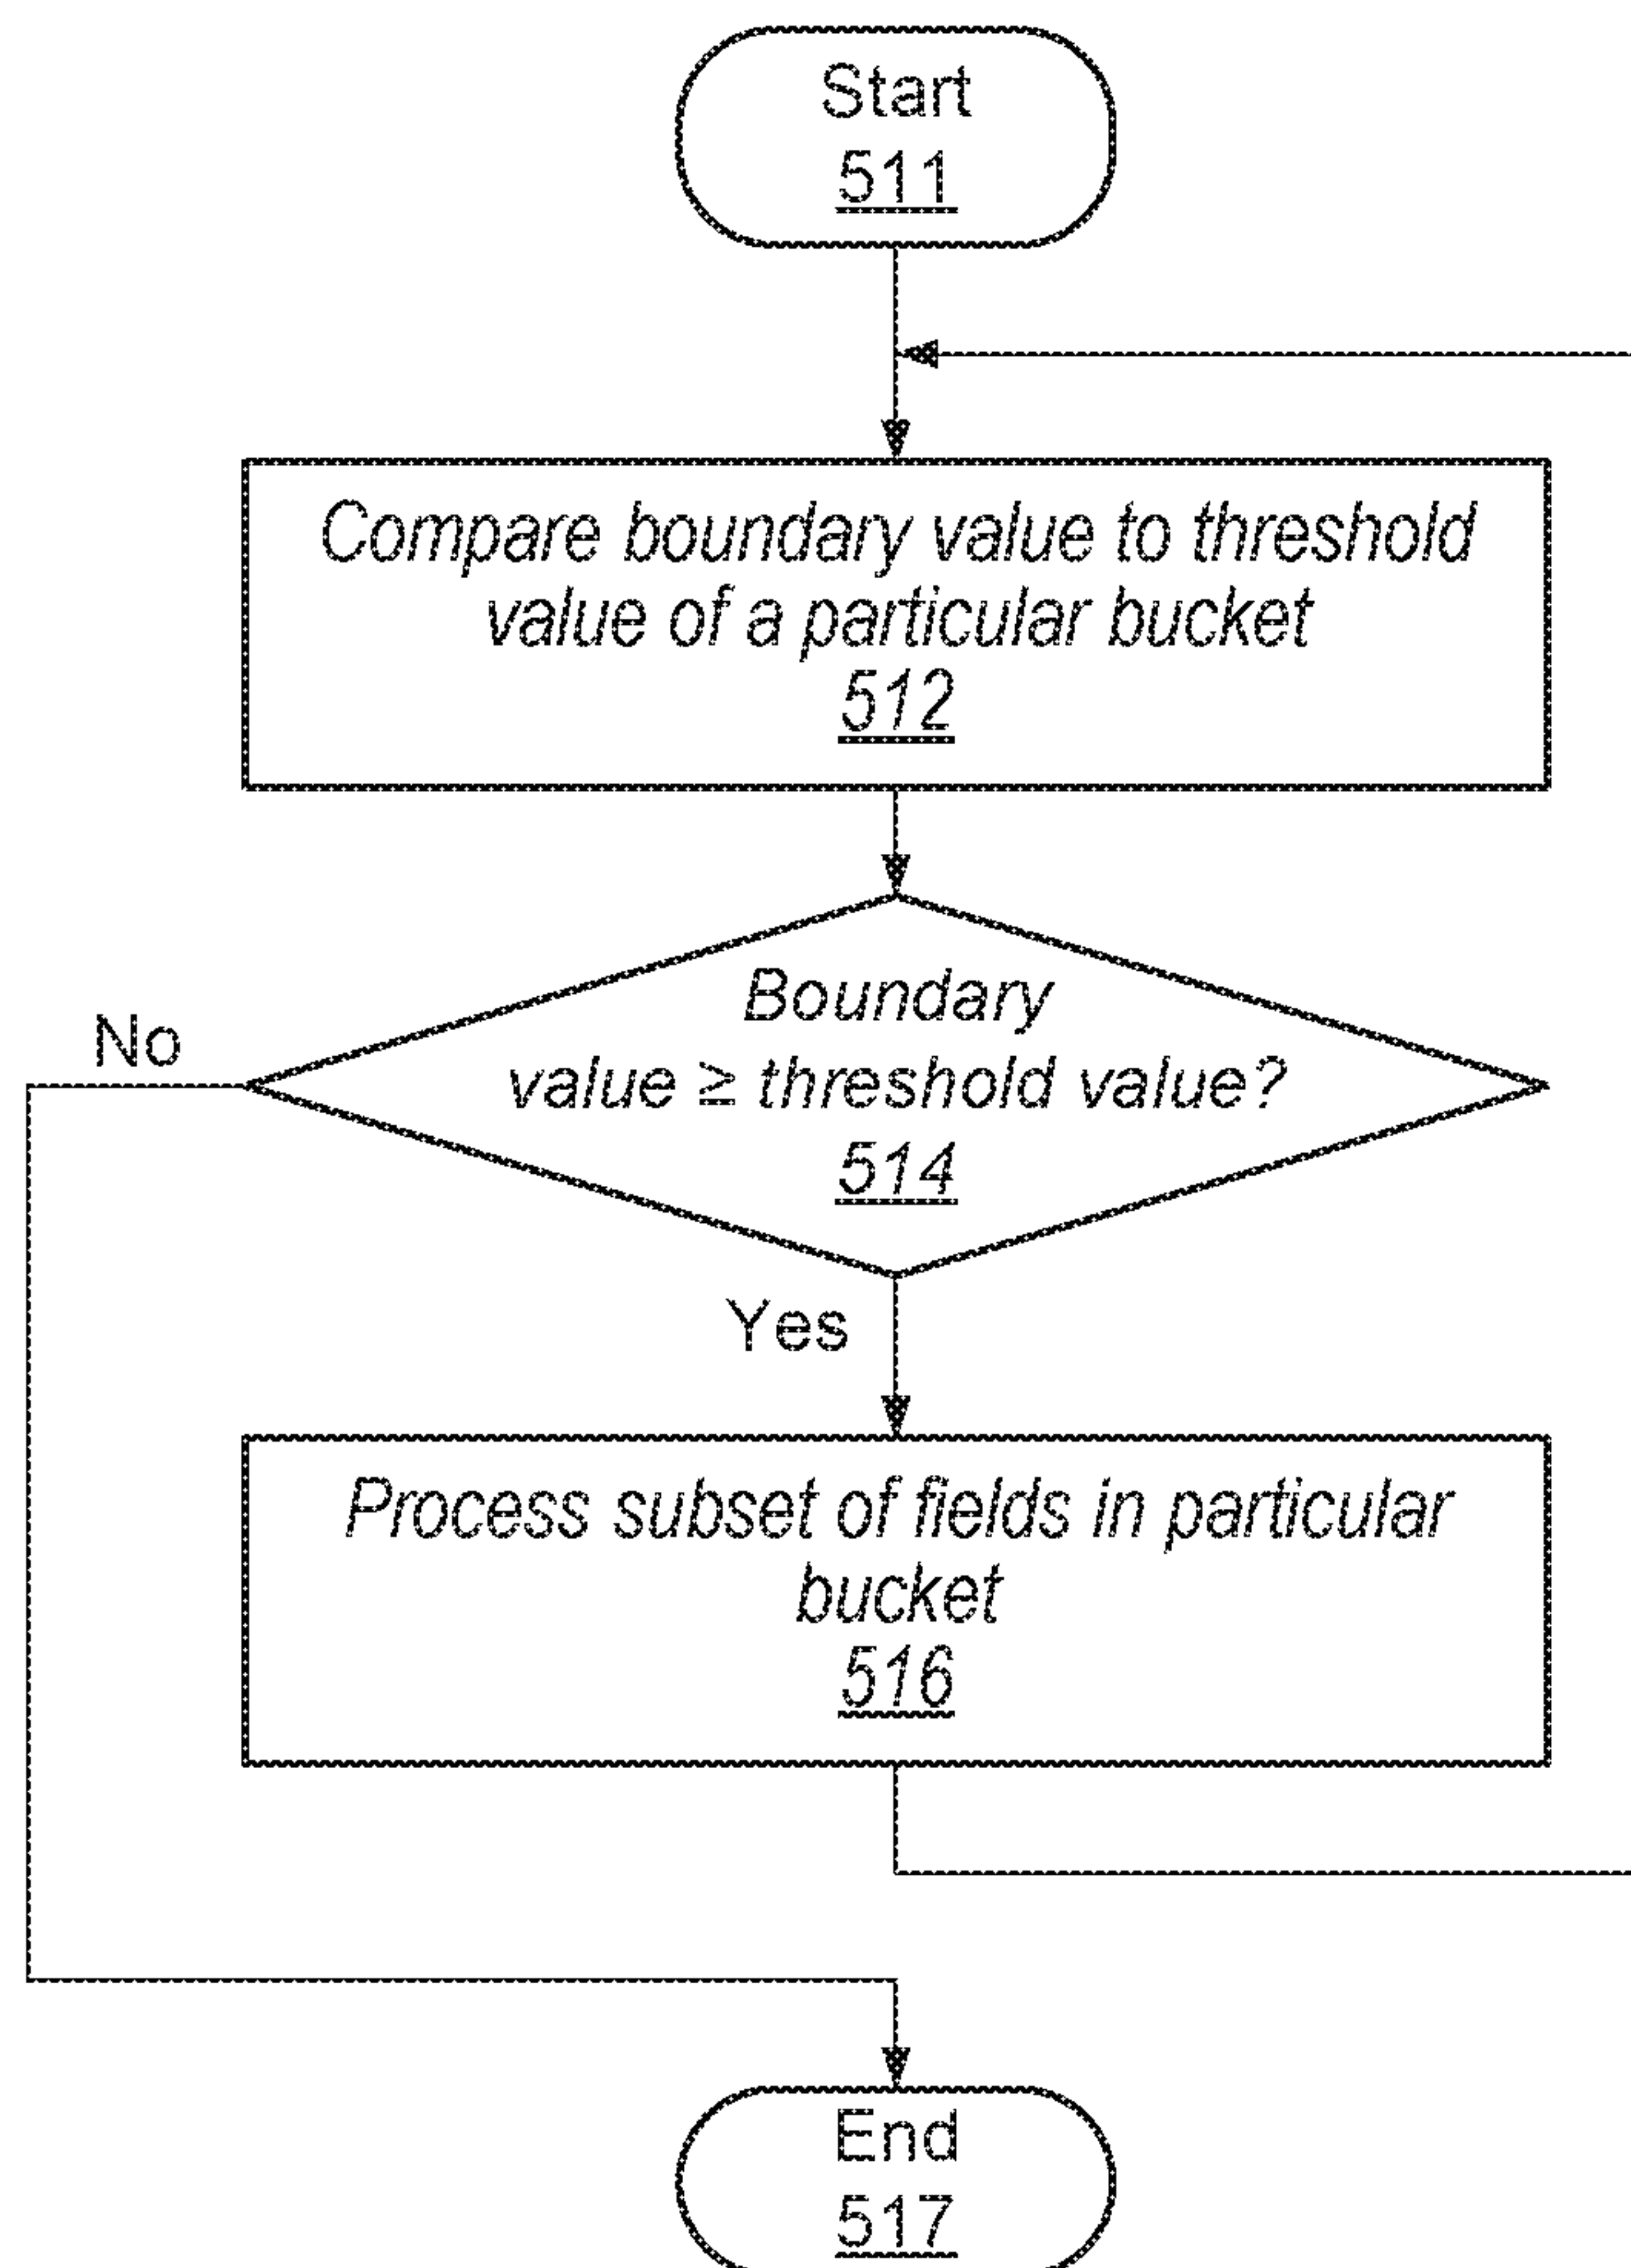 Start
511
Compare boundary value to threshold
value of a particular bucket
512
Boundary
No
value ≥ threshold value?
514
Yes
Process subset of fields in particular
bucket
516
End
517